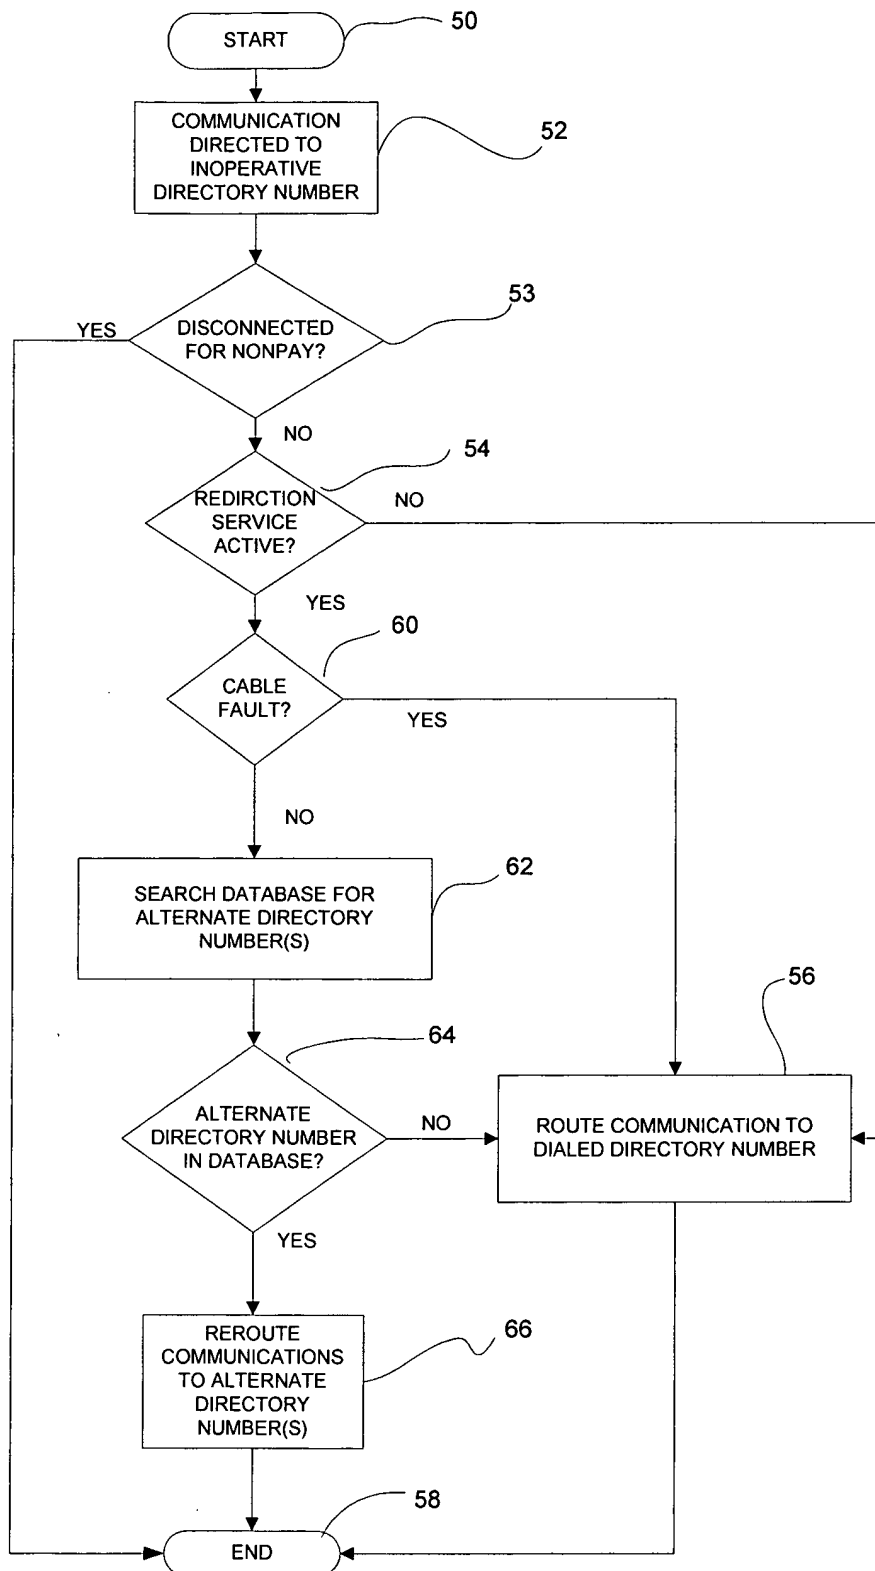 START
50
COMMUNICATION
DIRECTED TO
INOPERATIVE
DIRECTORY NUMBER
52
DISCONNECTED
FOR NONPAY?
53
YES
NO
REDIRCTION
SERVICE
ACTIVE?
54
NO
YES
CABLE
FAULT?
60
YES
NO
SEARCH DATABASE FOR
ALTERNATE DIRECTORY
NUMBER(S)
62
ALTERNATE
DIRECTORY NUMBER
IN DATABASE?
64
NO
ROUTE COMMUNICATION TO
DIALED DIRECTORY NUMBER
56
YES
REROUTE
COMMUNICATIONS
TO ALTERNATE
DIRECTORY
NUMBER(S)
66
END
58